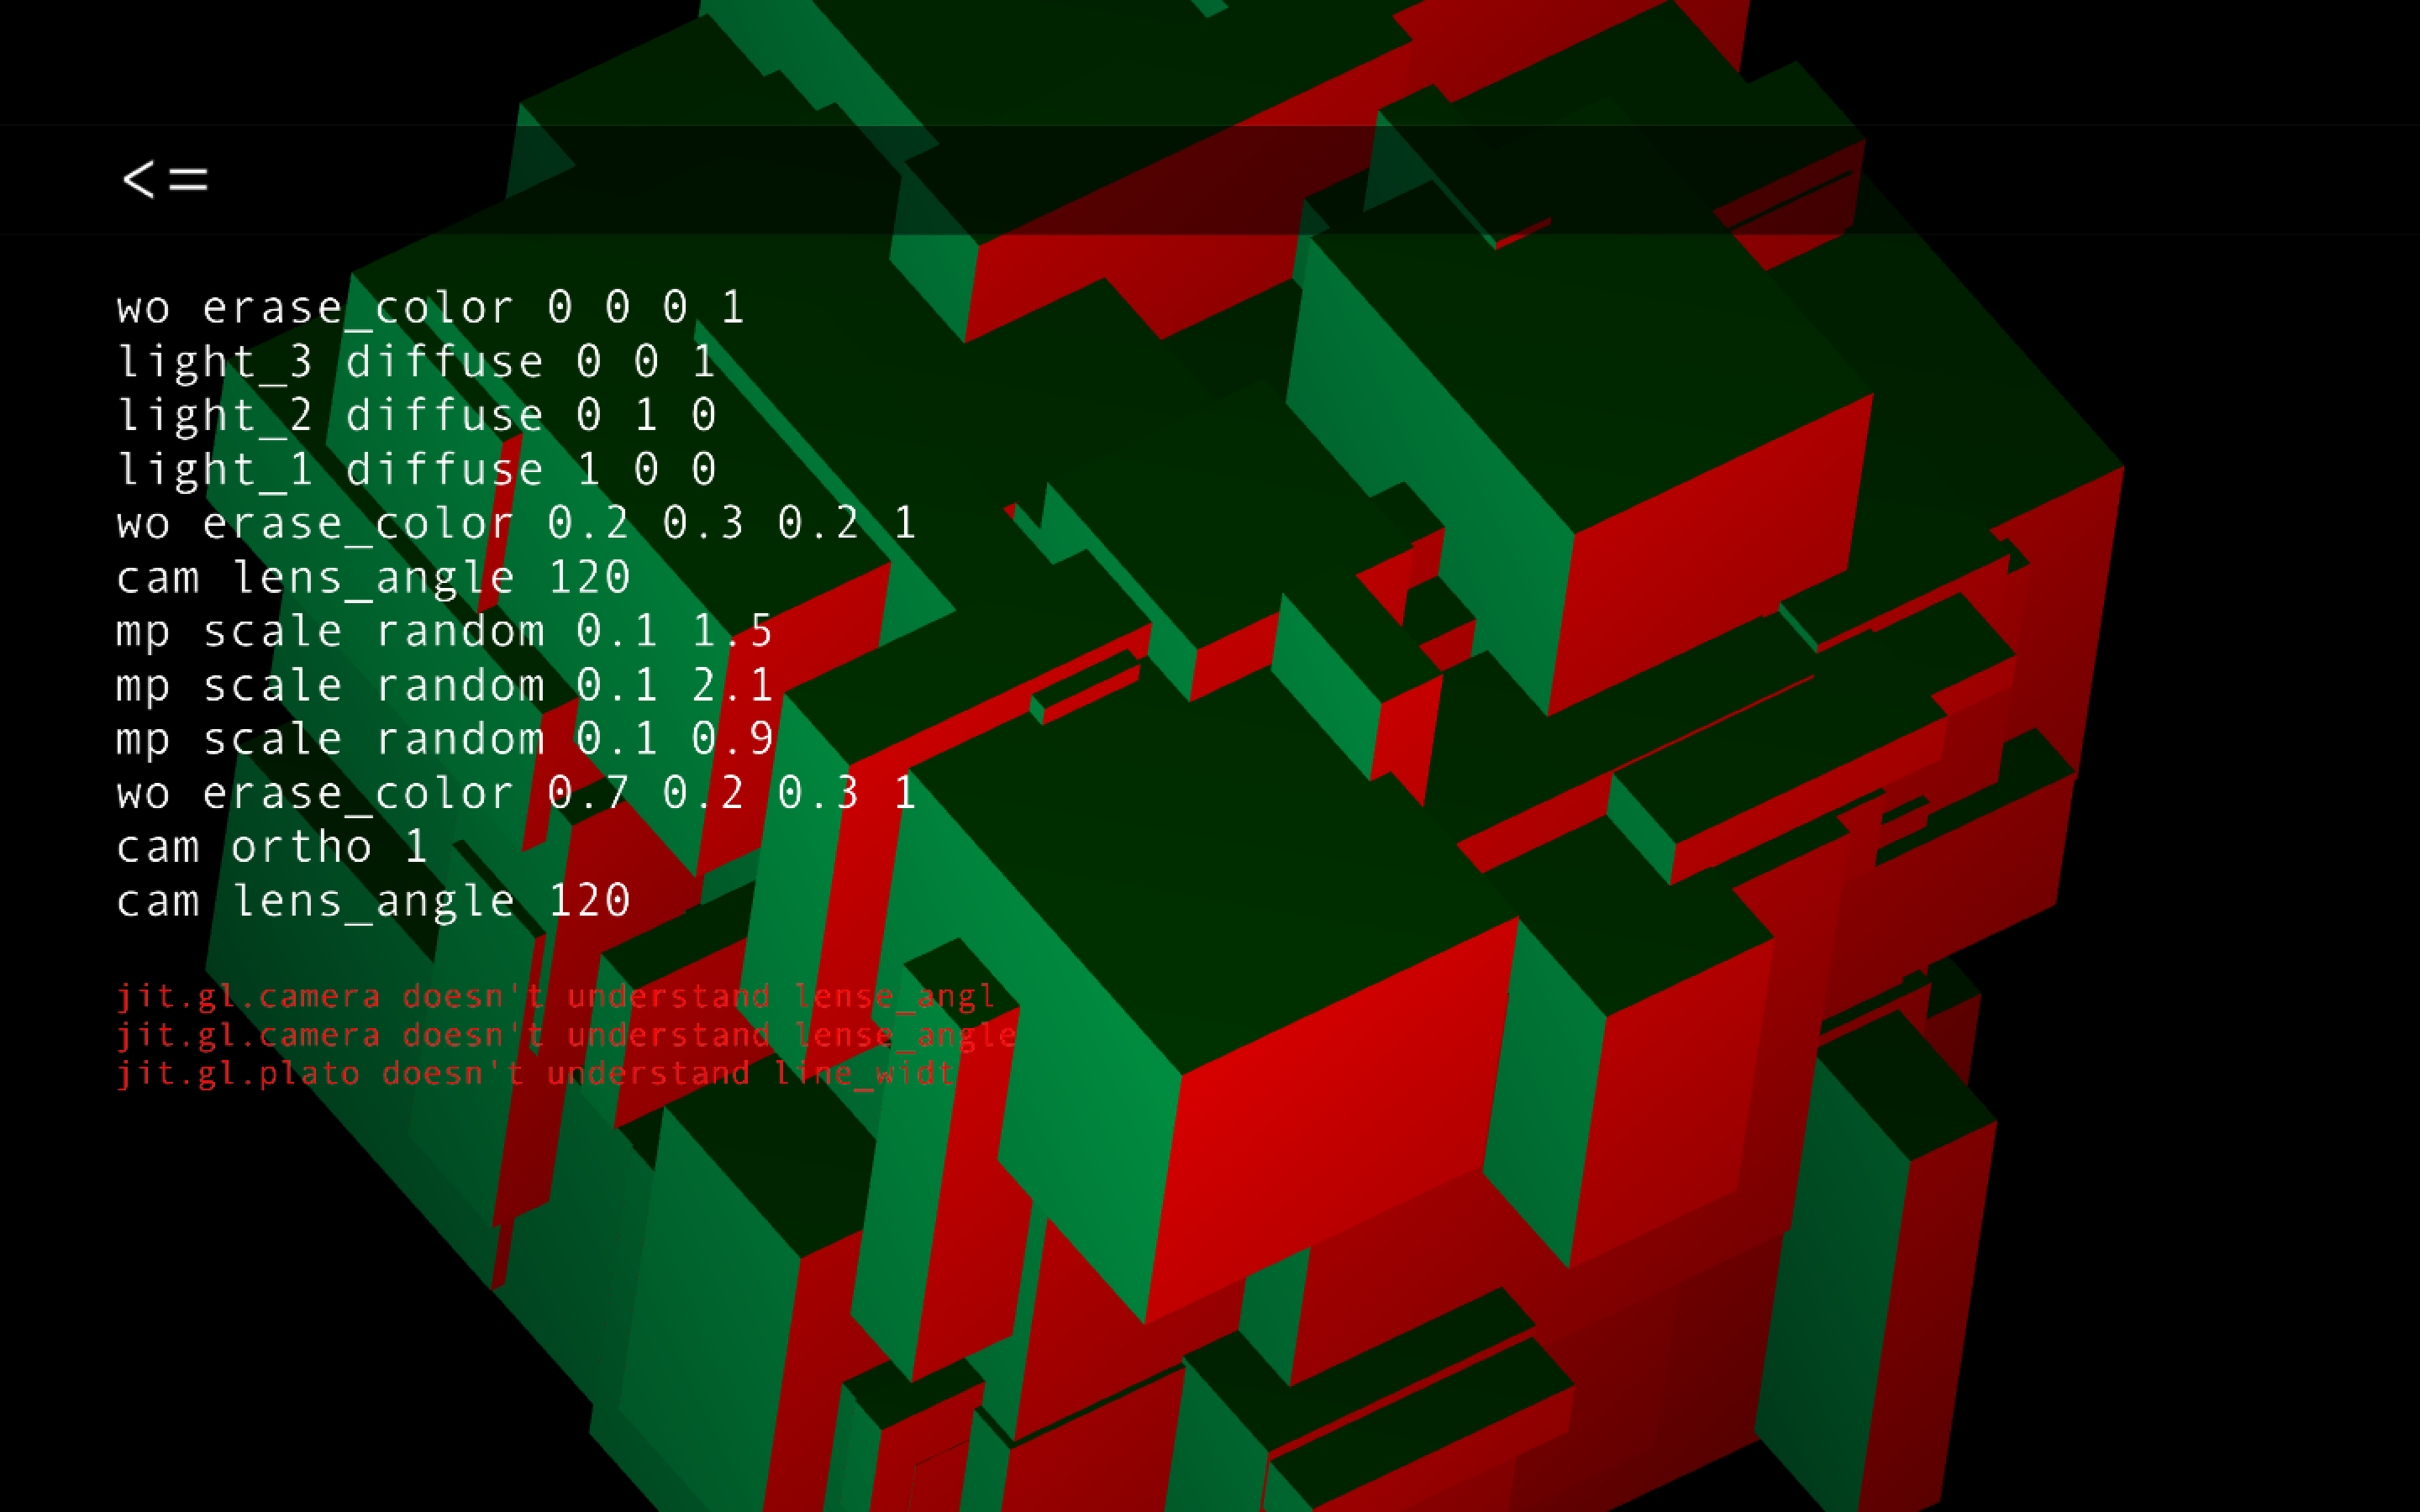 <=
wo erase_color 0 0 0 1
light_3 diffuse 0 0 1
light_2 diffuse 0 1 0
light_1 diffuse 1 0 0
wo erase_color 0.2 0.3 0.2 1
cam lens_angle 120
mp scale random 0.1 1.5
mp scale random 0.1 2.1
mp scale random 0.1 0.9
wo erase_color 0.7 0.2 0.3 1
cam ortho 1
cam lens_angle 120
jit.gl.camera doesn't understand lense_angl
jit.gl.camera doesn't understand lense_angle
jit.gl.plato doesn't understand line_widt